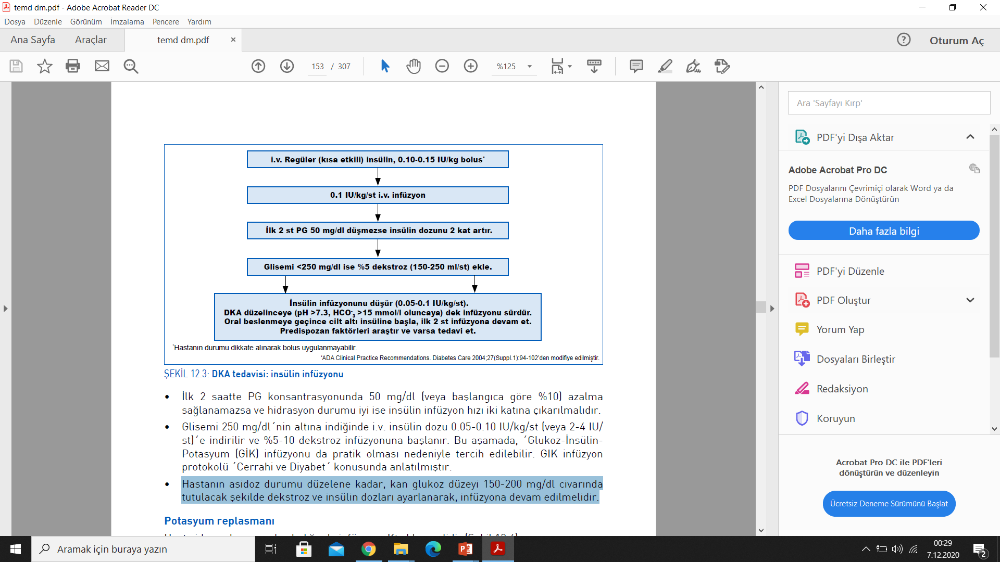 temd dm.pdf - Adobe Acrobat Reader DC
Dosya Düzenle Görünüm İmzalama Pencere Yardım
Ana Sayfa Araçlar temd dm.pdf × ? Oturum Aç
153 / 307 %125
i.v. Regüler (kısa etkili) insülin, 0.10-0.15 IU/kg bolus*
0.1 IU/kg/st i.v. infüzyon
İlk 2 st PG 50 mg/dl düşmezse insülin dozunu 2 kat artır.
Glisemi <250 mg/dl ise %5 dekstroz (150-250 ml/st) ekle.
İnsülin infüzyonunu düşür (0.05-0.1 IU/kg/st).
DKA düzelinceye (pH >7.3, HCO-3 >15 mmol/l oluncaya) dek infüzyonu sürdür.
Oral beslenmeye geçince cilt altı insüline başla, ilk 2 st infüzyona devam et.
Predispozan faktörleri araştır ve varsa tedavi et.
*Hastanın durumu dikkate alınarak bolus uygulanmayabilir.
‘ADA Clinical Practice Recommendations. Diabetes Care 2004;27(Suppl.1):94-102’den modifiye edilmiştir.
ŞEKİL 12.3: DKA tedavisi: insülin infüzyonu
• İlk 2 saatte PG konsantrasyonunda 50 mg/dl (veya başlangıca göre %10) azalma
sağlanamazsa ve hidrasyon durumu iyi ise insülin infüzyon hızı iki katına çıkarılmalıdır.
• Glisemi 250 mg/dl´nin altına indiğinde i.v. insülin dozu 0.05-0.10 IU/kg/st (veya 2-4 IU/
st)´e indirilir ve %5-10 dekstroz infüzyonuna başlanır. Bu aşamada, ´Glukoz-İnsülin-
Potasyum (GİK) infüzyonu da pratik olması nedeniyle tercih edilebilir. GIK infüzyon
protokolü ´Cerrahi ve Diyabet´ konusunda anlatılmıştır.
• Hastanın asidoz durumu düzelene kadar, kan glukoz düzeyi 150-200 mg/dl civarında
tutulacak şekilde dekstroz ve insülin dozları ayarlanarak, infüzyona devam edilmelidir.
Potasyum replasmanı
Ara 'Sayfayı Kırp'
PDF'yi Dışa Aktar
Adobe Acrobat Pro DC
PDF Dosyalarını Çevrimiçi olarak Word ya da
Excel Dosyalarına Dönüştürün
Daha fazla bilgi
PDF'yi Düzenle
PDF Oluştur
Yorum Yap
Dosyaları Birleştir
Redaksiyon
Koruyun
Acrobat Pro DC ile PDF'leri
dönüştürün ve düzenleyin
Ücretsiz Deneme Sürümünü Başlat
Aramak için buraya yazın
00:29
7.12.2020
2